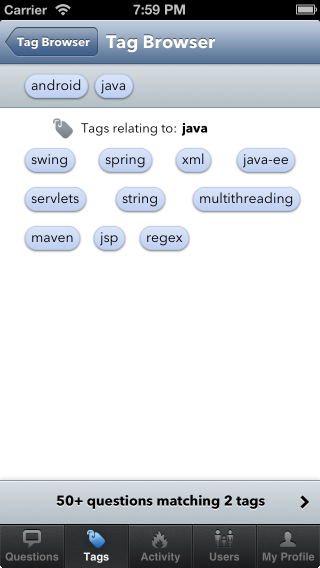 Carrier 7:59 PM
Tag Browser Tag Browser
android java
Tags relating to: java
swing spring xml java-ee
servlets string multithreading
maven jsp regex
50+ questions matching 2 tags
Questions Tags Activity Users My Profile